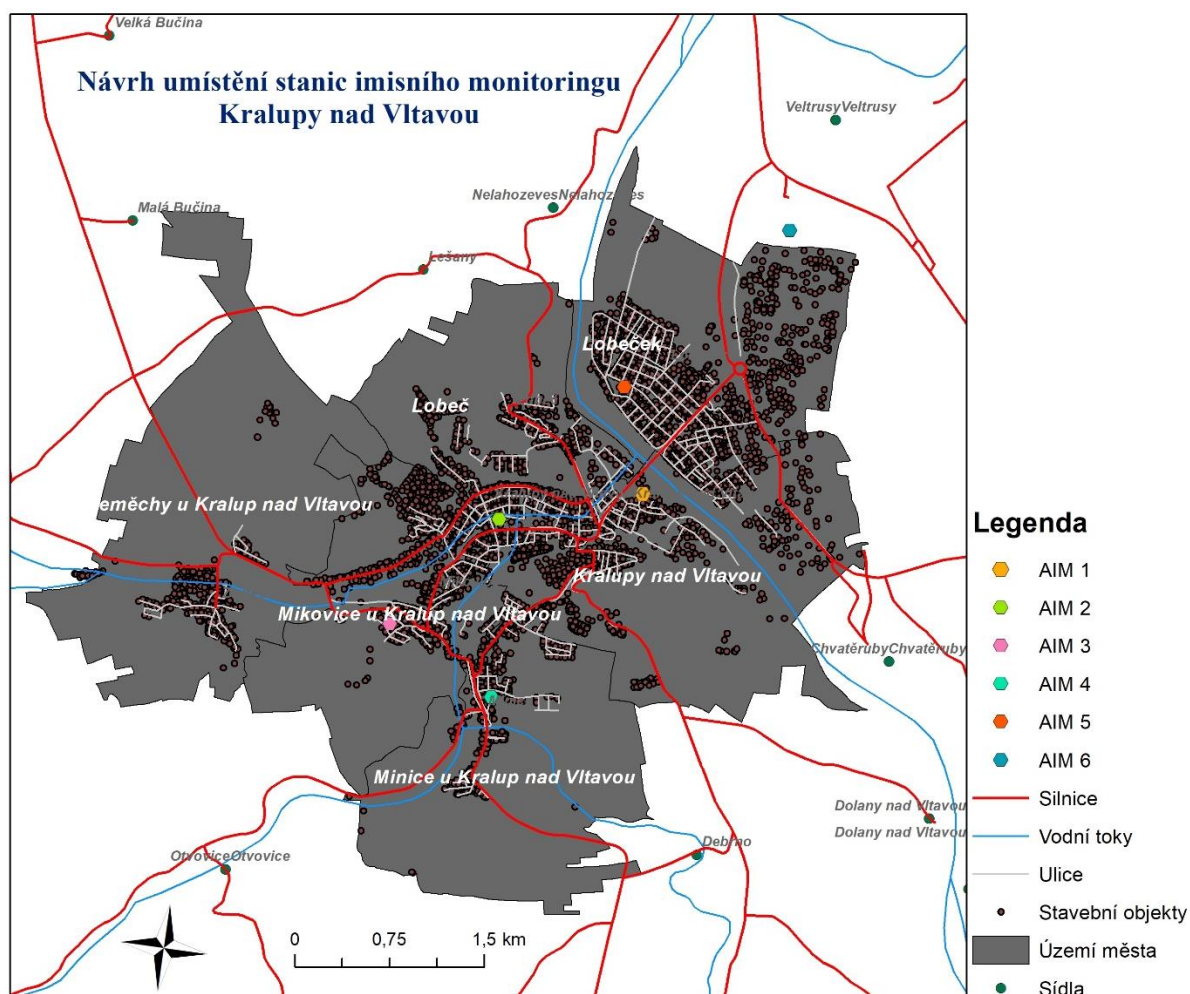 Velká Bučina
Návrh umístění stanic imisního monitoringu
Kralupy nad Vltavou
VeltrusyVeltrusy
NelahozevesNelahozeves
Malá Bučina
Lešany
Lobeček
Lobeč
eměchy u Kralup nad Vltavou
Kralupy nad Vltavou
Mikovice u Kralup nad Vltavou
ChvatěrubyChvatěruby
Minice u Kralup nad Vltavou
Dolany nad Vltavou
Dolany nad Vltavou
Debrno
OtvoviceOtvovice
0 0,75 1,5 km
Legenda
AIM 1
AIM 2
AIM 3
AIM 4
AIM 5
AIM 6
Silnice
Vodní toky
Ulice
Stavební objekty
Území města
Sídla